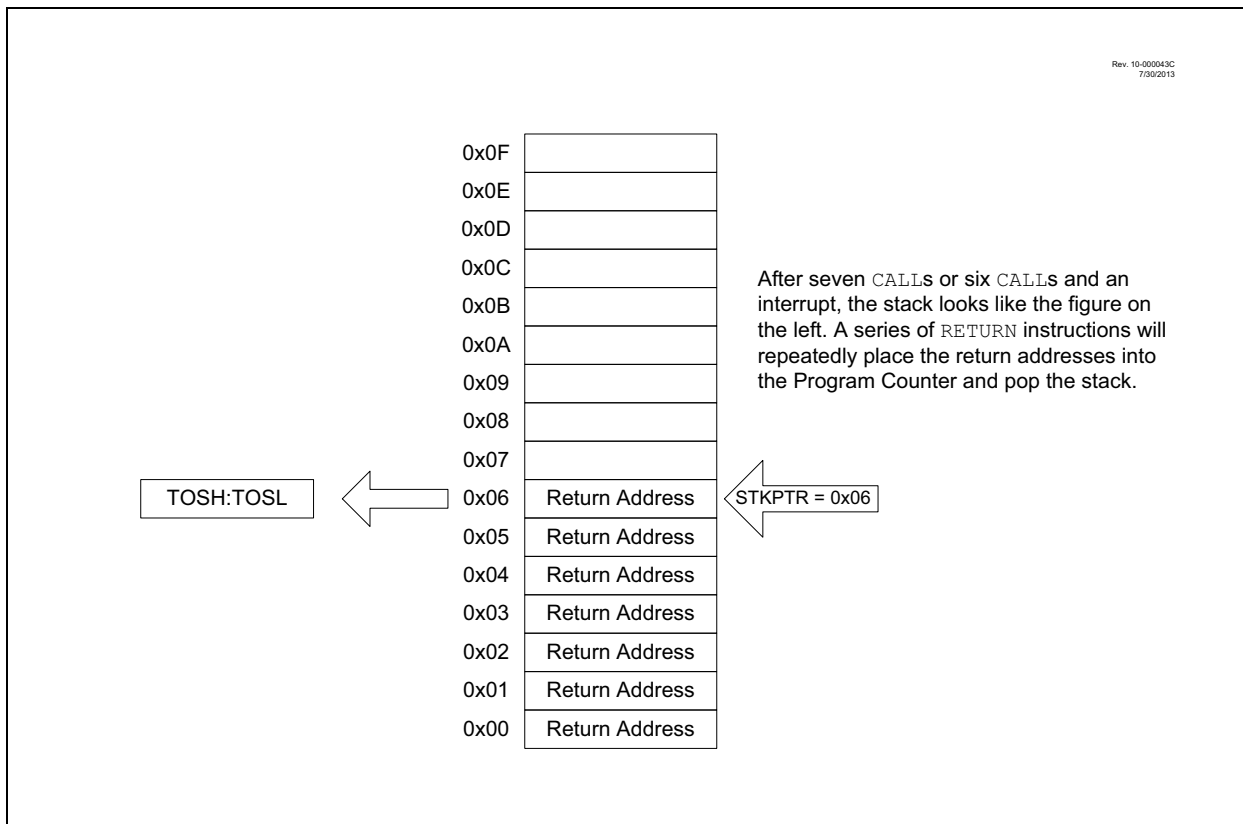 Rev. 10-000043C
7/30/2013
0x0F
0x0E
0x0D
0x0C
0x0B
0x0A
0x09
0x08
0x07
After seven CALLs or six CALLs and an
interrupt, the stack looks like the figure on
the left. A series of RETURN instructions will
repeatedly place the return addresses into
the Program Counter and pop the stack.
TOSH:TOSL
0x06 Return Address
STKPTR = 0x06
0x05 Return Address
0x04 Return Address
0x03 Return Address
0x02 Return Address
0x01 Return Address
0x00 Return Address